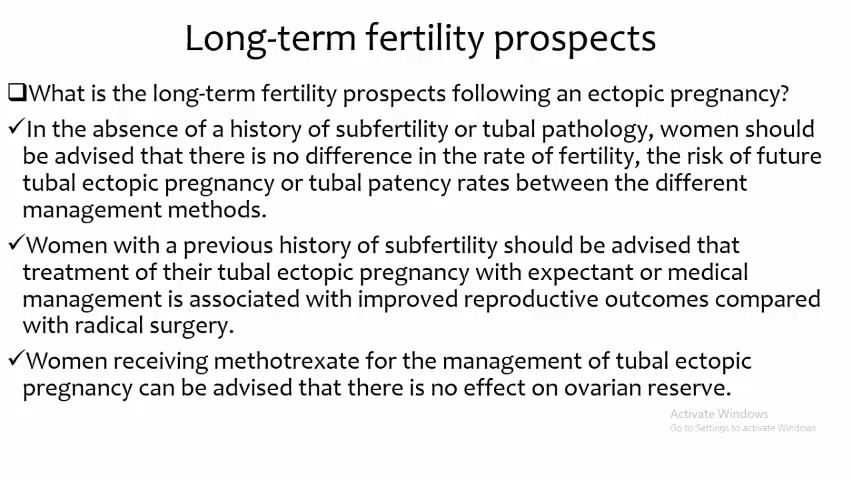 Long-term fertility prospects
❑What is the long-term fertility prospects following an ectopic pregnancy?
✓In the absence of a history of subfertility or tubal pathology, women should
be advised that there is no difference in the rate of fertility, the risk of future
tubal ectopic pregnancy or tubal patency rates between the different
management methods.
✓Women with a previous history of subfertility should be advised that
treatment of their tubal ectopic pregnancy with expectant or medical
management is associated with improved reproductive outcomes compared
with radical surgery.
✓Women receiving methotrexate for the management of tubal ectopic
pregnancy can be advised that there is no effect on ovarian reserve.
Activate Windows
Go to Settings to activate Windows.